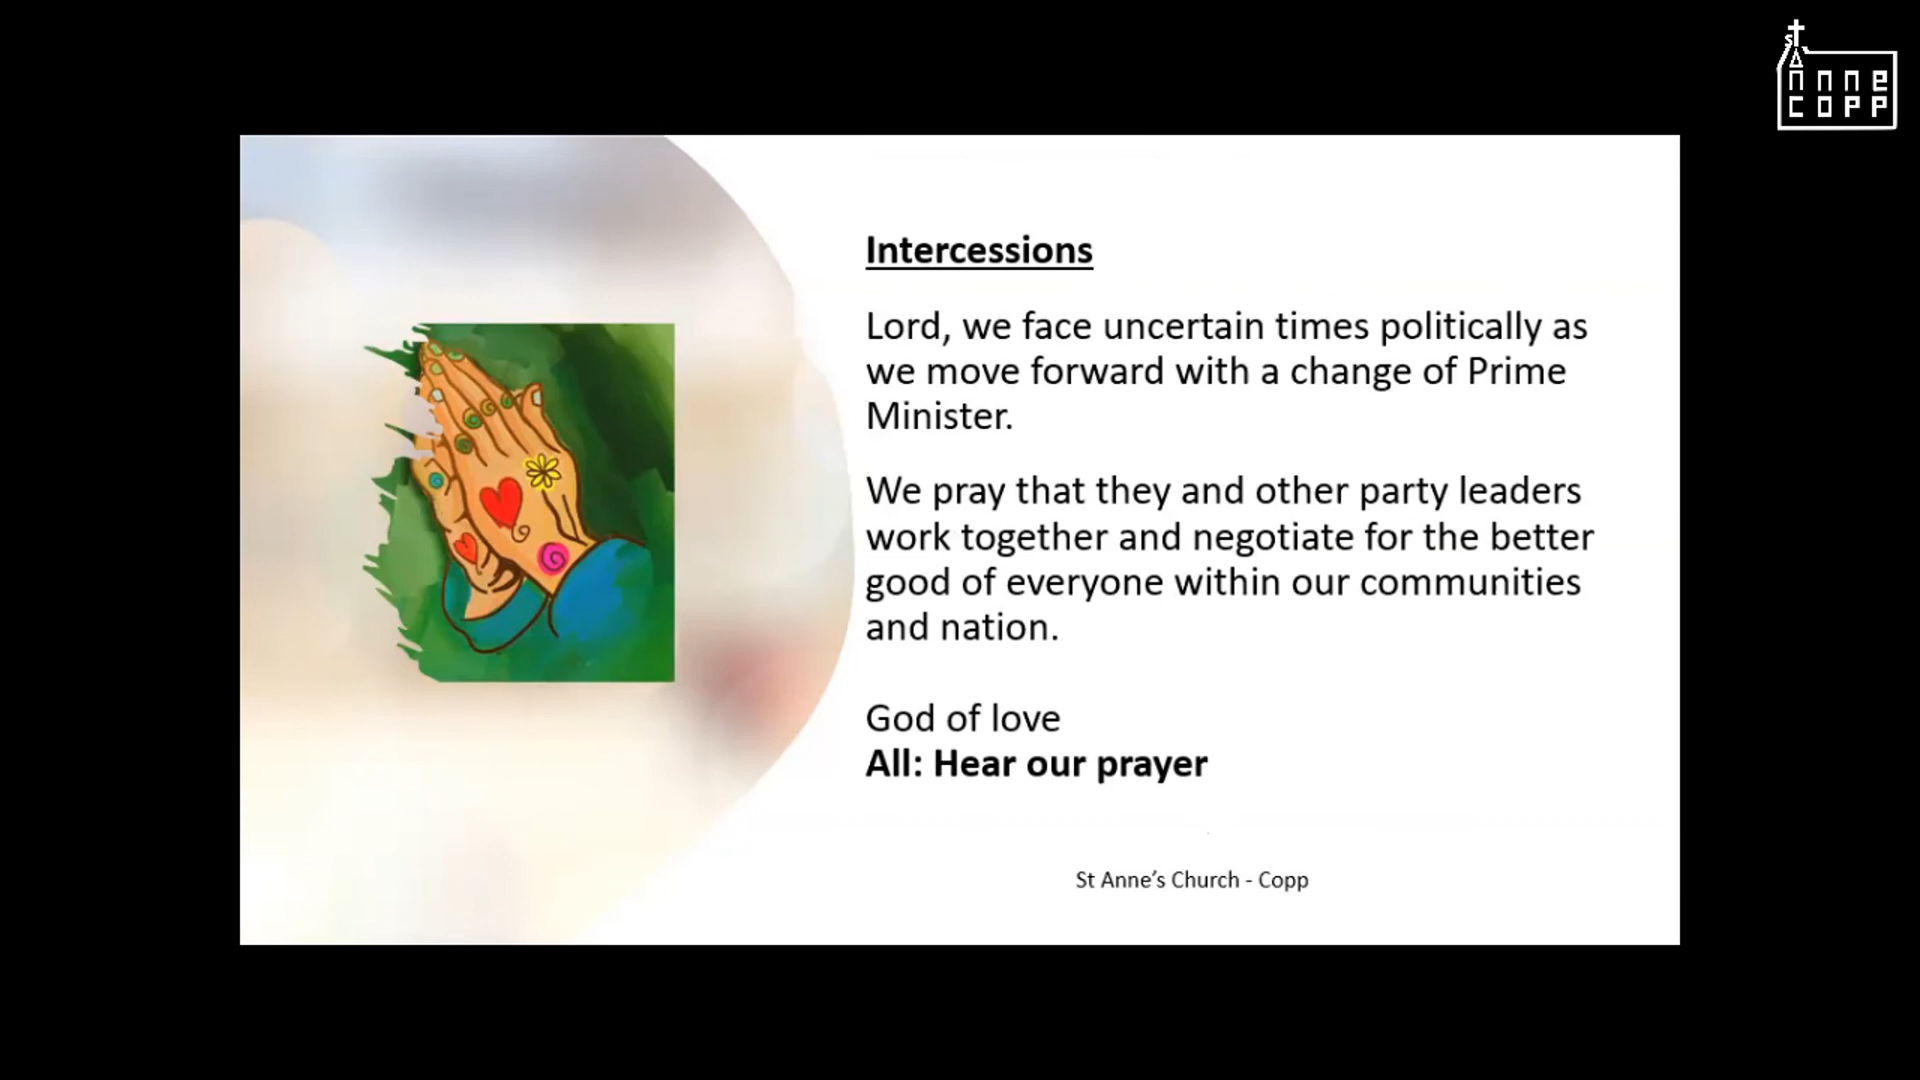 St
Anne
COPP
Intercessions
Lord, we face uncertain times politically as
we move forward with a change of Prime
Minister.
We pray that they and other party leaders
work together and negotiate for the better
good of everyone within our communities
and nation.
God of love
All: Hear our prayer
St Anne’s Church - Copp